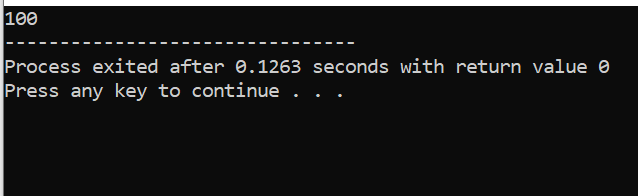 100
--------------------------------
Process exited after 0.1263 seconds with return value 0
Press any key to continue . . .